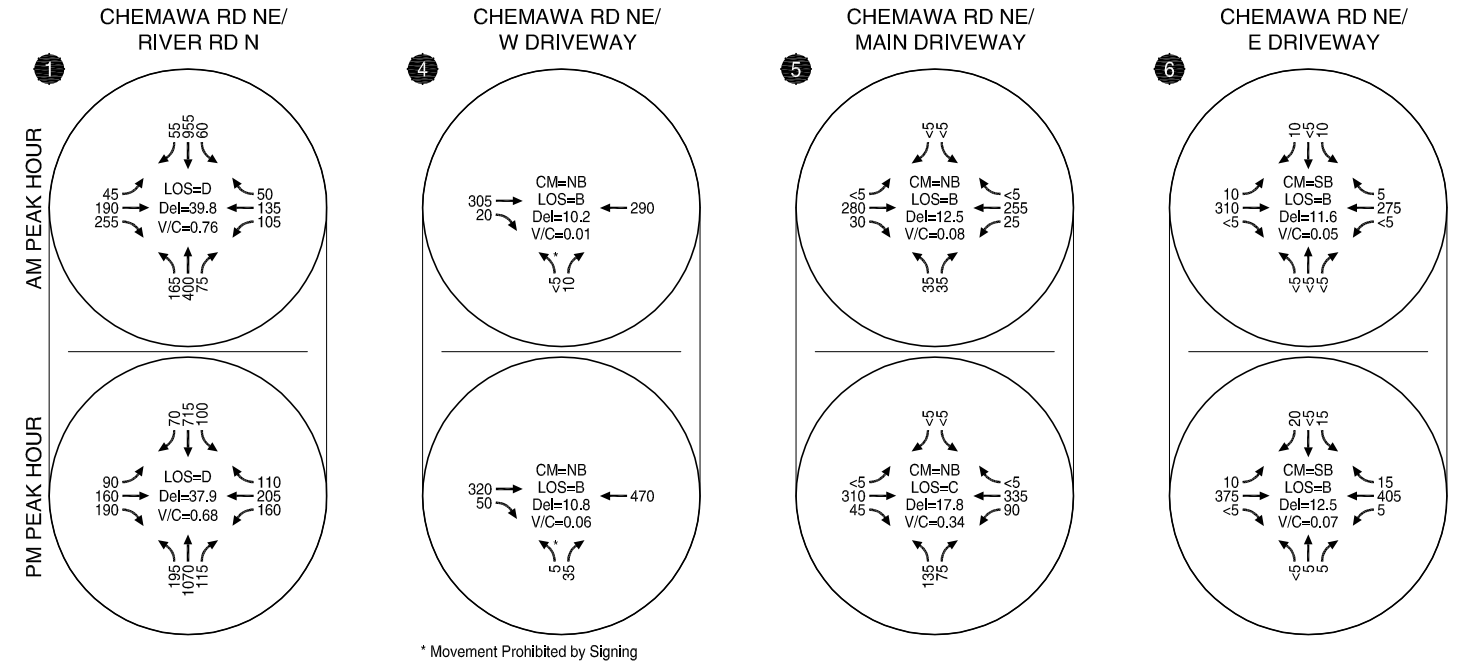 CHEMAWA RD NE/
RIVER RD N
CHEMAWA RD NE/
W DRIVEWAY
CHEMAWA RD NE/
MAIN DRIVEWAY
CHEMAWA RD NE/
E DRIVEWAY
1
4
5
6
AM PEAK HOUR
55 955 60
45
190
255
LOS=D
Del=39.8
V/C=0.76
50
135
105
165 400 75
305
20
CM=NB
LOS=B
Del=10.2
V/C=0.01
290
*
<5 10
<5 <5
<5
280
30
CM=NB
LOS=B
Del=12.5
V/C=0.08
<5
255
25
35 35
10 <5 10
10
310
<5
CM=SB
LOS=B
Del=11.6
V/C=0.05
5
275
<5
<5 <5 <5
PM PEAK HOUR
70 715 100
90
160
190
LOS=D
Del=37.9
V/C=0.68
110
205
160
195 1070 115
320
50
CM=NB
LOS=B
Del=10.8
V/C=0.06
470
*
5 35
<5 <5
<5
310
45
CM=NB
LOS=C
Del=17.8
V/C=0.34
<5
335
90
135 75
20 <5 15
10
375
<5
CM=SB
LOS=B
Del=12.5
V/C=0.07
15
405
5
<5 5 5
* Movement Prohibited by Signing